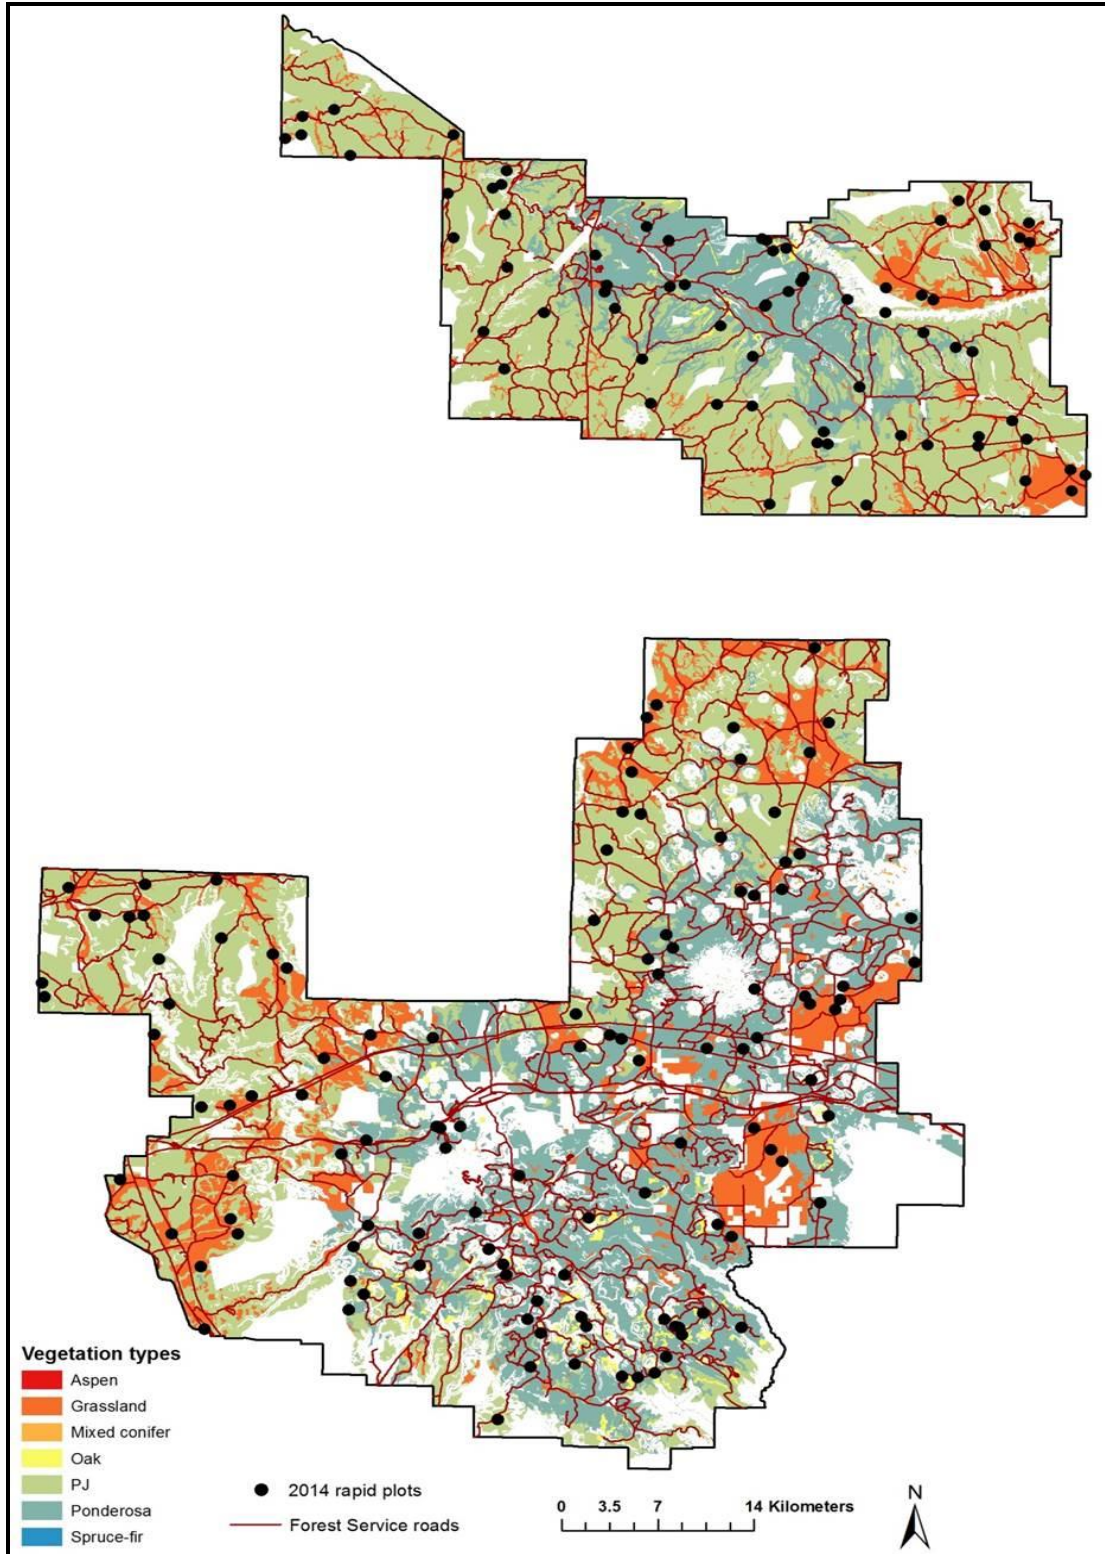 Vegetation types
Aspen
Grassland
Mixed conifer
Oak
PJ
Ponderosa
Spruce-fir
2014 rapid plots
Forest Service roads
0 3.5 7 14 Kilometers
N